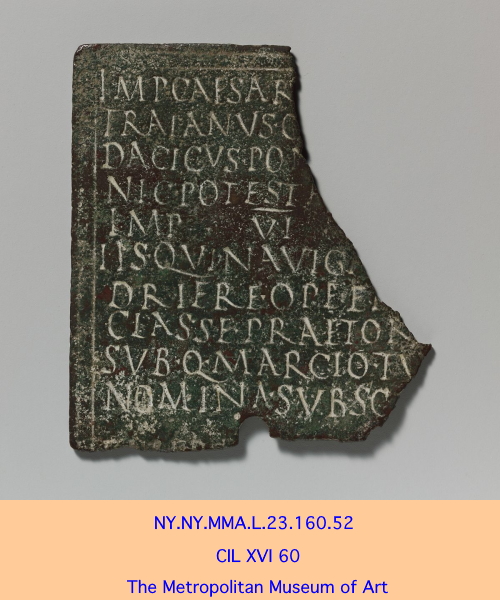 IMP·CAESAR
TRAIANVS·
DACICVS·PON
NIC·POTEST
IMP VI
IIS·QVI·NAVIGA
DRIERE·OPE
CLASSE PRAETOR
SVB·Q·MARCIO·TV
NOMINA·SVBSC
NY.NY.MMA.L.23.160.52
CIL XVI 60
The Metropolitan Museum of Art